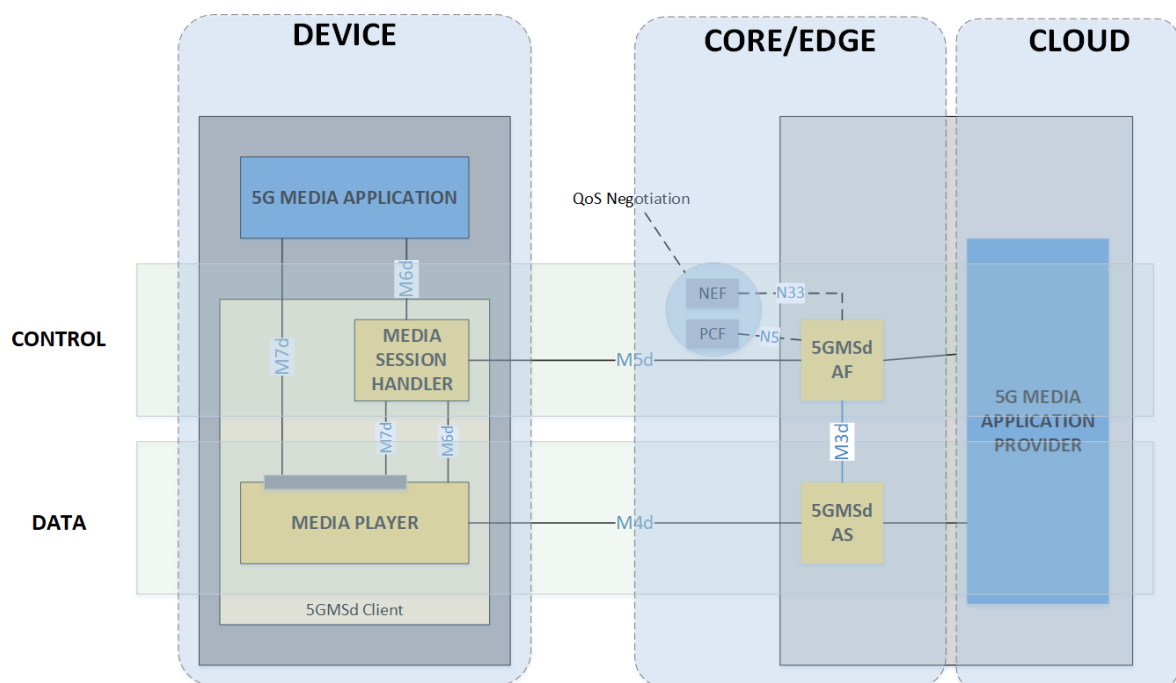 DEVICE
CORE/EDGE
CLOUD
5G MEDIA APPLICATION
QoS Negotiation
M6d
NEF
N33
CONTROL
M7d
MEDIA
SESSION
HANDLER
PCF
N5
M5d
5GMSd
AF
5G MEDIA
APPLICATION
PROVIDER
M7d
M6d
M3d
DATA
MEDIA PLAYER
M4d
5GMSd
AS
5GMSd Client